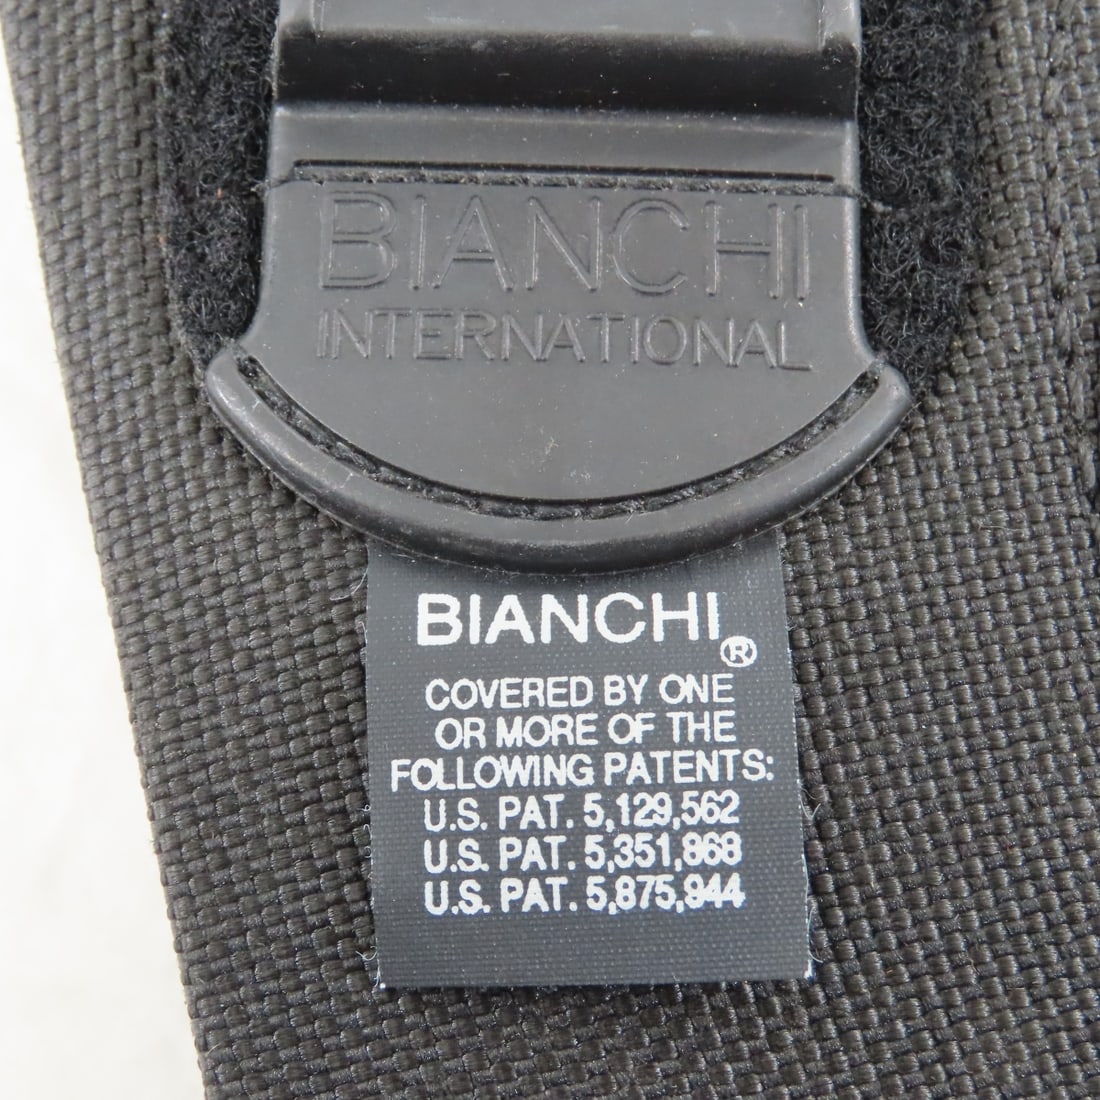 BIANCHI
INTERNATIONAL
BIANCHI®
COVERED BY ONE
OR MORE OF THE
FOLLOWING PATENTS:
U.S. PAT. 5,129,562
U.S. PAT. 5,351,868
U.S. PAT. 5,875,944